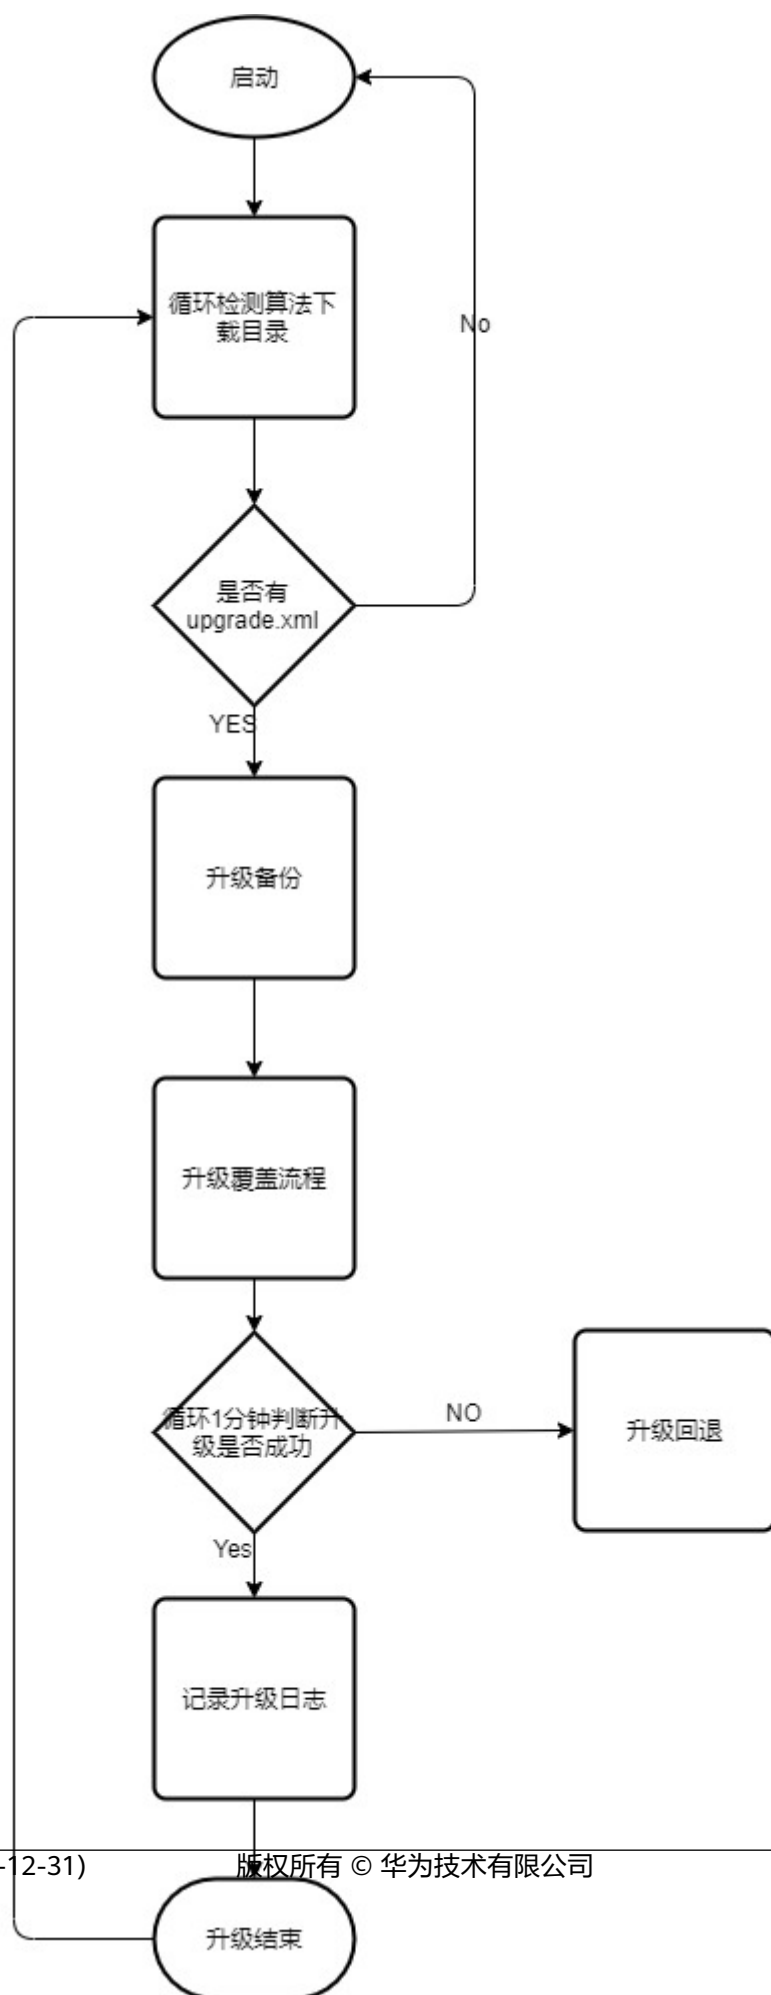 启动
循环检测算法下
载目录
No
是否有
upgrade.xml
YES
升级备份
升级覆盖流程
循环1分钟判断升
级是否成功
NO
升级回退
Yes
记录升级日志
-12-31)
版权所有 © 华为技术有限公司
升级结束